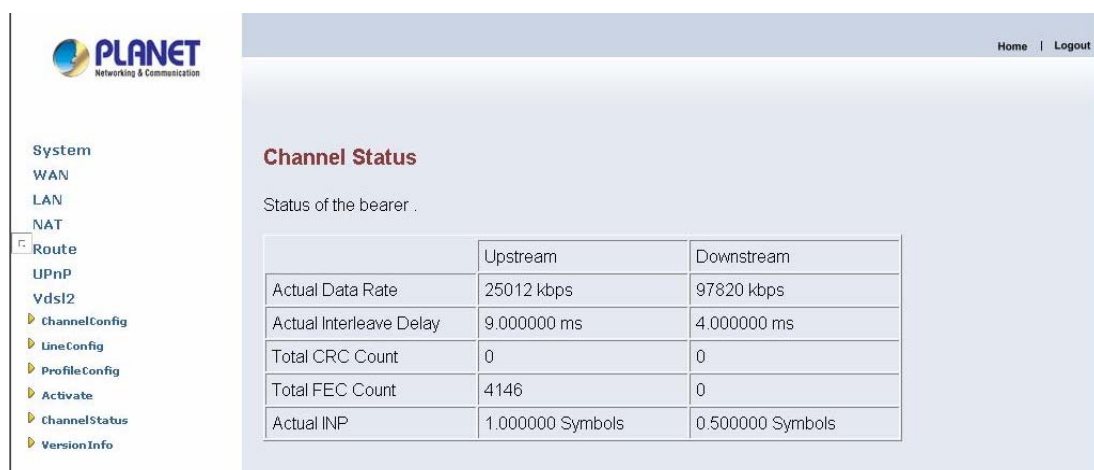 PLANET
Networking & Communication
Home | Logout
System
WAN
LAN
NAT
Route
UPnP
Vdsl2
ChannelConfig
LineConfig
ProfileConfig
Activate
ChannelStatus
VersionInfo
Channel Status
Status of the bearer .
Upstream Downstream
Actual Data Rate 25012 kbps 97820 kbps
Actual Interleave Delay 9.000000 ms 4.000000 ms
Total CRC Count 0 0
Total FEC Count 4146 0
Actual INP 1.000000 Symbols 0.500000 Symbols